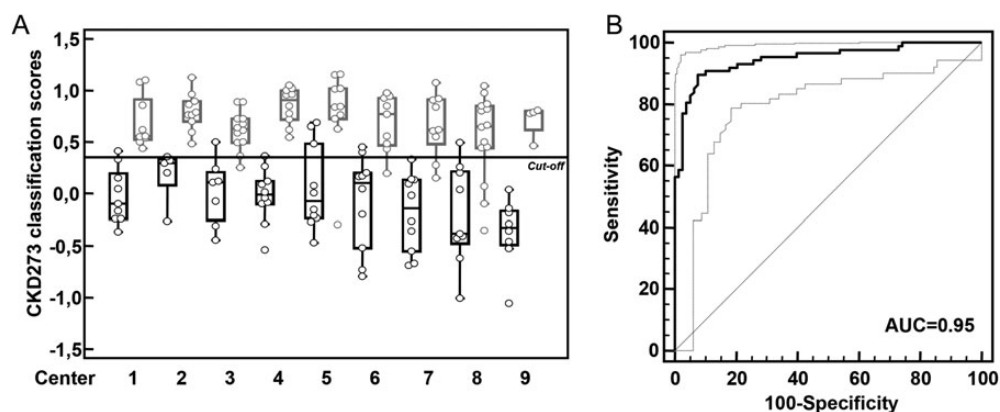 A
CKD273 classification scores
1,5
1,0
0,5
0,0
-0,5
-1,0
-1,5
Cut-off
Center 1 2 3 4 5 6 7 8 9
B
Sensitivity
100
80
60
40
20
0
AUC=0.95
0 20 40 60 80 100
100-Specificity